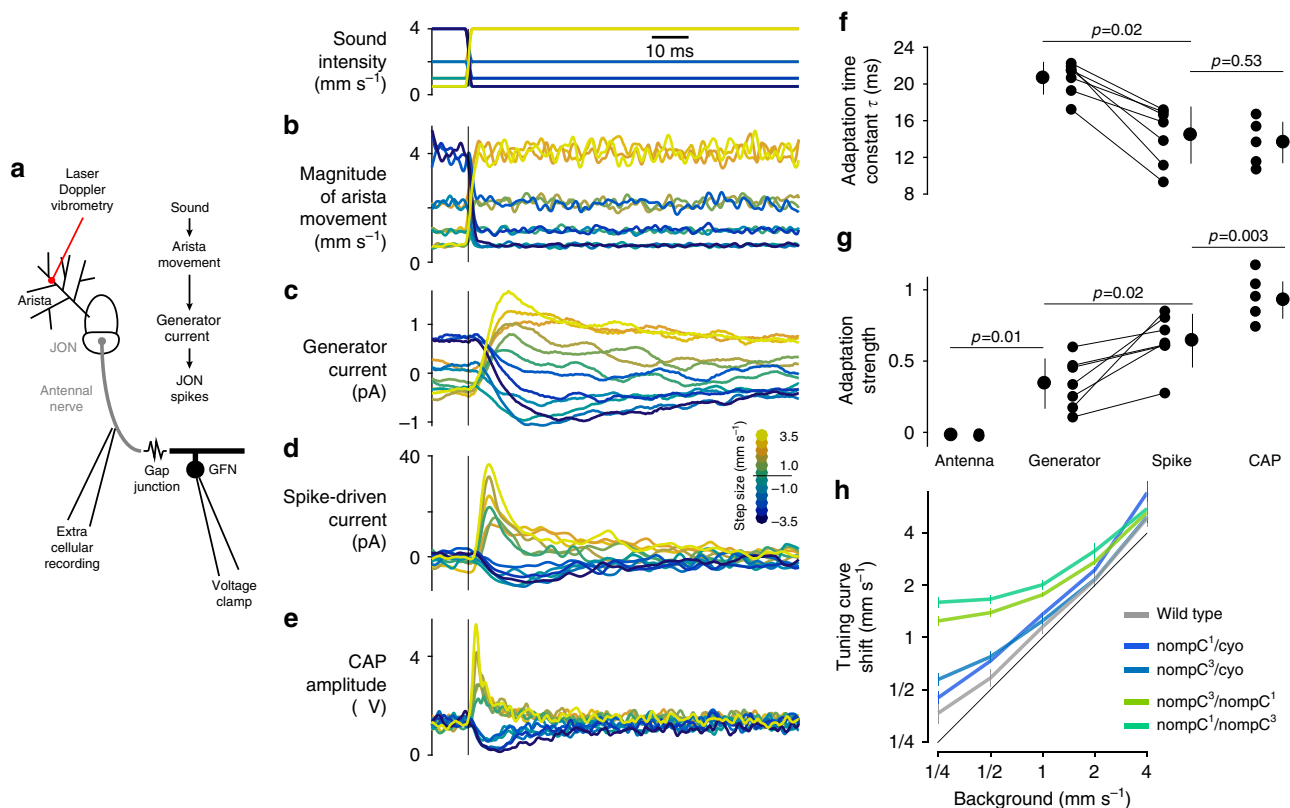 Sound
intensity
(mm s⁻¹)
4
0
10 ms
b
Magnitude
of arista
movement
(mm s⁻¹)
4
0
a
Laser
Doppler
vibrometry
Arista
JON
Antennal
nerve
Extra
cellular
recording
Gap
junction
GFN
Voltage
clamp
Sound
Arista
movement
Generator
current
JON
spikes
c
Generator
current
(pA)
1
0
−1
d
Spike-driven
current
(pA)
40
0
Step size (mm s⁻¹)
3.5
1.0
−1.0
−3.5
e
CAP
amplitude
( V)
4
0
f
Adaptation time
constant τ (ms)
24
22
20
16
12
8
p=0.02
p=0.53
g
Adaptation
strength
1
0.5
0
p=0.01
p=0.02
p=0.003
Antenna
Generator
Spike
CAP
h
Tuning curve
shift (mm s⁻¹)
4
2
1
1/2
1/4
1/4
1/2
1
2
4
Background (mm s⁻¹)
Wild type
nompC¹/cyo
nompC³/cyo
nompC³/nompC¹
nompC¹/nompC³